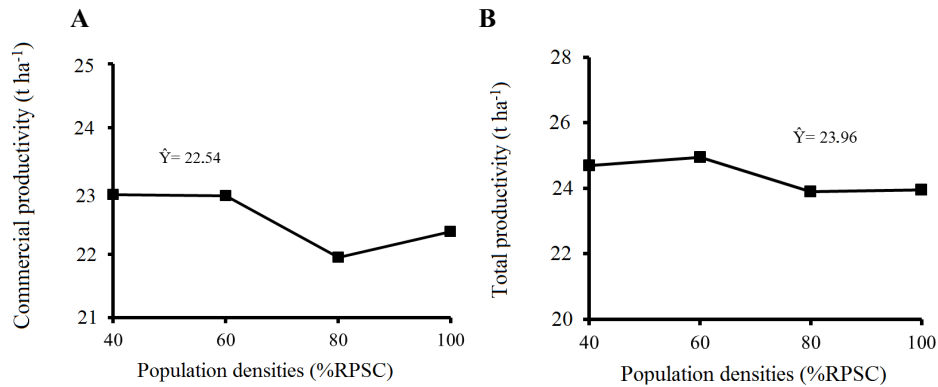 A
Commercial productivity (t ha⁻¹)
25
24
23
22
21
Ŷ= 22.54
40 60 80 100
Population densities (%RPSC)
B
Total productivity (t ha⁻¹)
28
26
24
22
20
Ŷ= 23.96
40 60 80 100
Population densities (%RPSC)